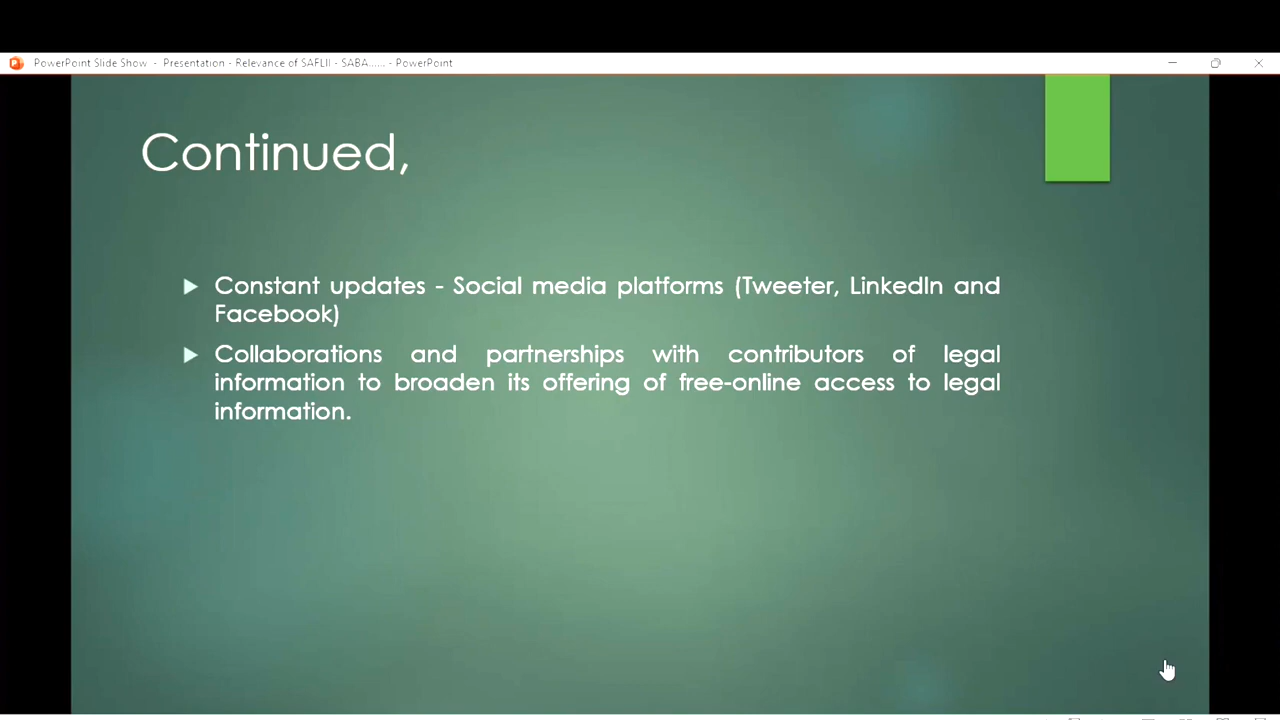 PowerPoint Slide Show - Presentation - Relevance of SAFLII - SABA...... - PowerPoint
Continued,
Constant updates - Social media platforms (Tweeter, LinkedIn and
Facebook)
Collaborations and partnerships with contributors of legal
information to broaden its offering of free-online access to legal
information.